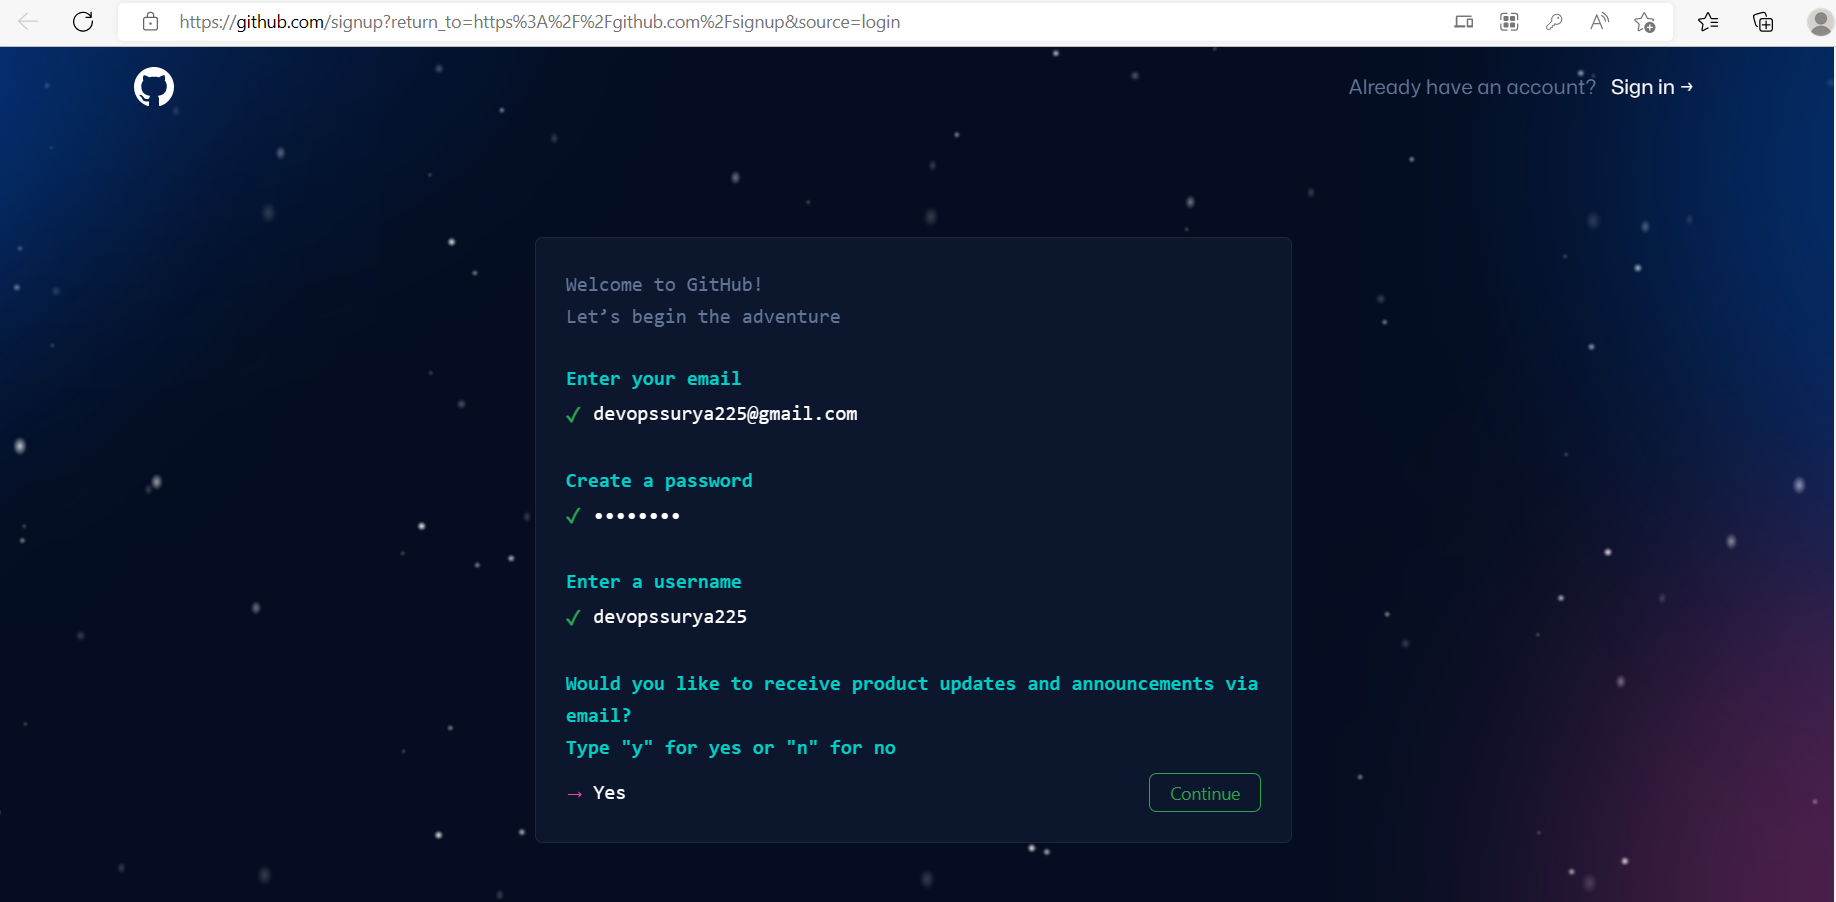 https://github.com/signup?return_to=https%3A%2F%2Fgithub.com%2Fsignup&source=login
Already have an account? Sign in →
Welcome to GitHub!
Let’s begin the adventure
Enter your email
✓ devopssurya225@gmail.com
Create a password
✓ ••••••••
Enter a username
✓ devopssurya225
Would you like to receive product updates and announcements via
email?
Type "y" for yes or "n" for no
→ Yes
Continue